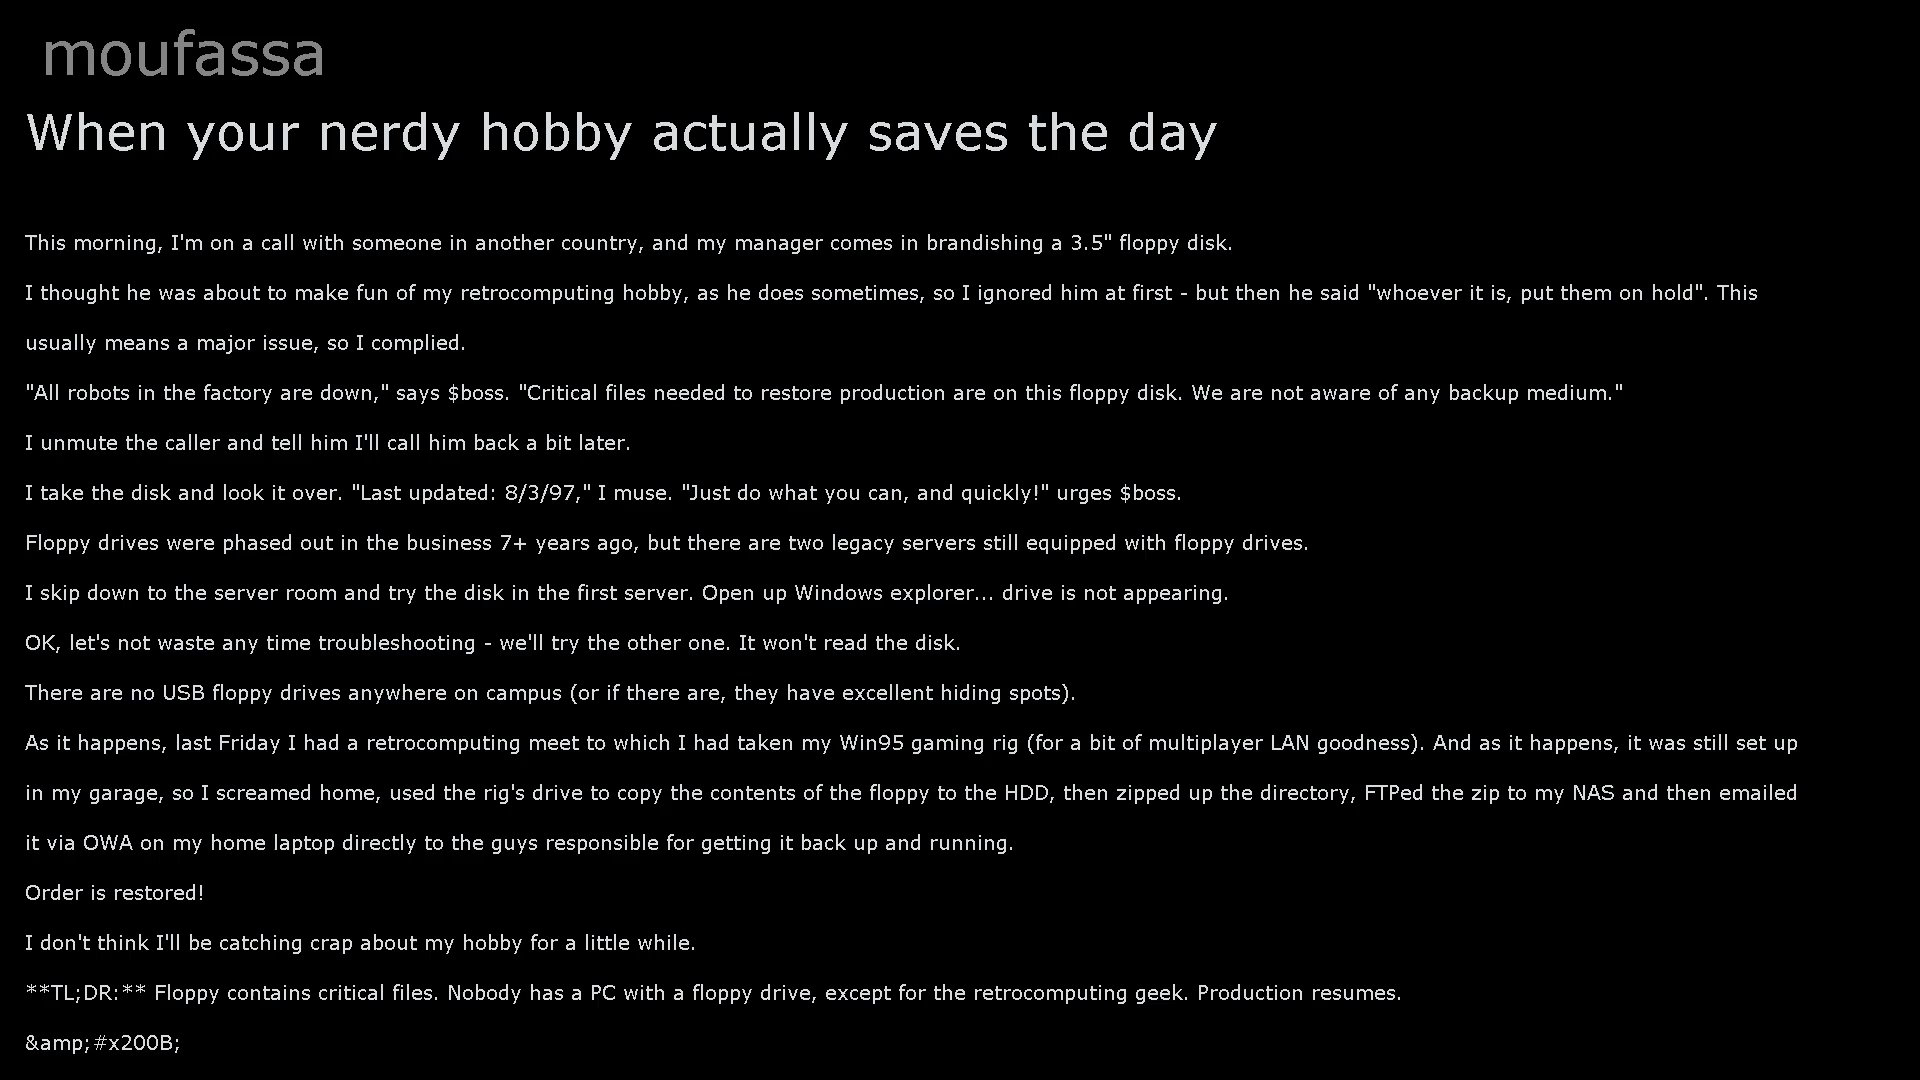 moufassa
When your nerdy hobby actually saves the day
This morning, I'm on a call with someone in another country, and my manager comes in brandishing a 3.5" floppy disk.
I thought he was about to make fun of my retrocomputing hobby, as he does sometimes, so I ignored him at first - but then he said "whoever it is, put them on hold". This
usually means a major issue, so I complied.
"All robots in the factory are down," says $boss. "Critical files needed to restore production are on this floppy disk. We are not aware of any backup medium."
I unmute the caller and tell him I'll call him back a bit later.
I take the disk and look it over. "Last updated: 8/3/97," I muse. "Just do what you can, and quickly!" urges $boss.
Floppy drives were phased out in the business 7+ years ago, but there are two legacy servers still equipped with floppy drives.
I skip down to the server room and try the disk in the first server. Open up Windows explorer... drive is not appearing.
OK, let's not waste any time troubleshooting - we'll try the other one. It won't read the disk.
There are no USB floppy drives anywhere on campus (or if there are, they have excellent hiding spots).
As it happens, last Friday I had a retrocomputing meet to which I had taken my Win95 gaming rig (for a bit of multiplayer LAN goodness). And as it happens, it was still set up
in my garage, so I screamed home, used the rig's drive to copy the contents of the floppy to the HDD, then zipped up the directory, FTPed the zip to my NAS and then emailed
it via OWA on my home laptop directly to the guys responsible for getting it back up and running.
Order is restored!
I don't think I'll be catching crap about my hobby for a little while.
**TL;DR:** Floppy contains critical files. Nobody has a PC with a floppy drive, except for the retrocomputing geek. Production resumes.
&amp;#x200B;